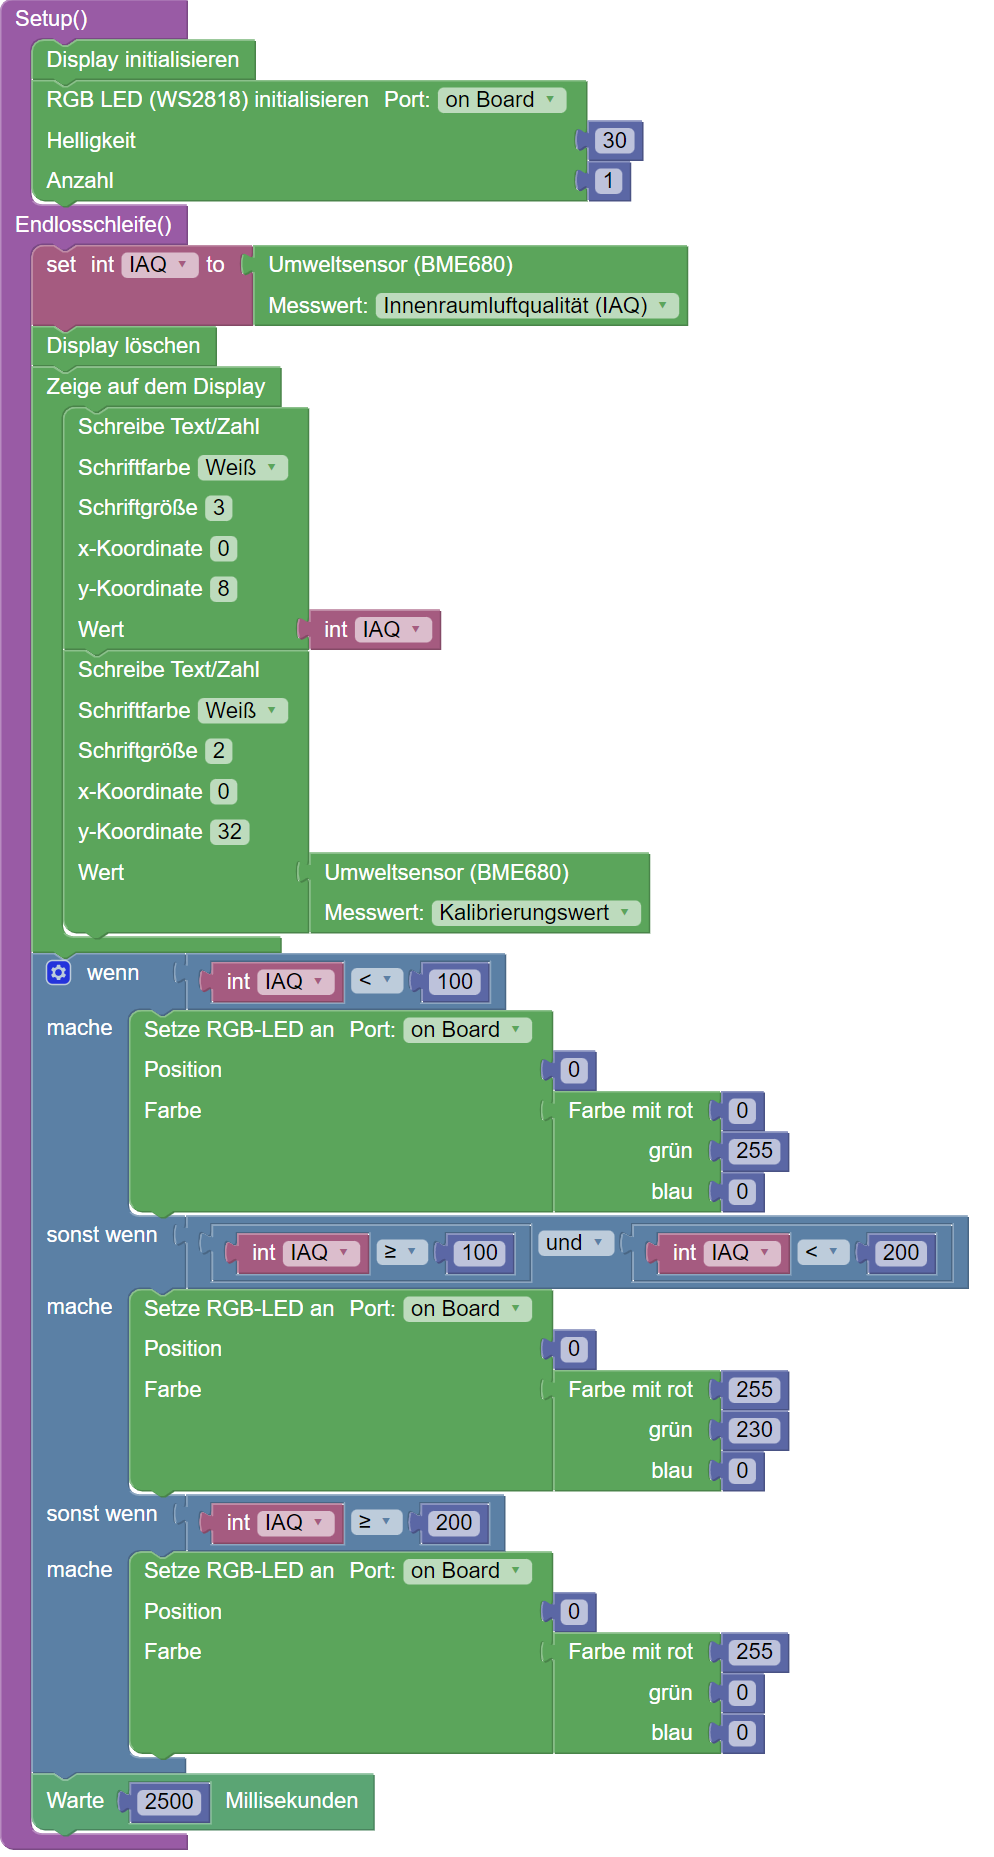 Setup()
Display initialisieren
RGB LED (WS2818) initialisieren Port: on Board
Helligkeit 30
Anzahl 1
Endlosschleife()
set int IAQ to Umweltsensor (BME680)
Messwert: Innenraumluftqualität (IAQ)
Display löschen
Zeige auf dem Display
Schreibe Text/Zahl
Schriftfarbe Weiß
Schriftgröße 3
x-Koordinate 0
y-Koordinate 8
Wert int IAQ
Schreibe Text/Zahl
Schriftfarbe Weiß
Schriftgröße 2
x-Koordinate 0
y-Koordinate 32
Wert Umweltsensor (BME680)
Messwert: Kalibrierungswert
wenn int IAQ < 100
mache Setze RGB-LED an Port: on Board
Position 0
Farbe Farbe mit rot 0
grün 255
blau 0
sonst wenn int IAQ ≥ 100 und int IAQ < 200
mache Setze RGB-LED an Port: on Board
Position 0
Farbe Farbe mit rot 255
grün 230
blau 0
sonst wenn int IAQ ≥ 200
mache Setze RGB-LED an Port: on Board
Position 0
Farbe Farbe mit rot 255
grün 0
blau 0
Warte 2500 Millisekunden